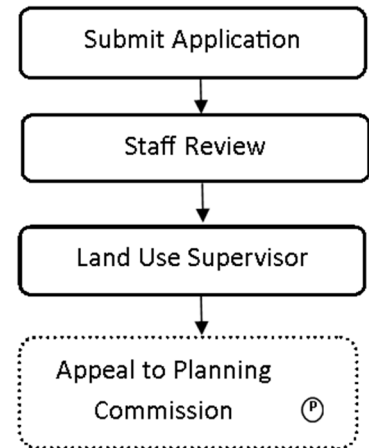 Submit Application
Staff Review
Land Use Supervisor
Appeal to Planning
Commission Ⓟ